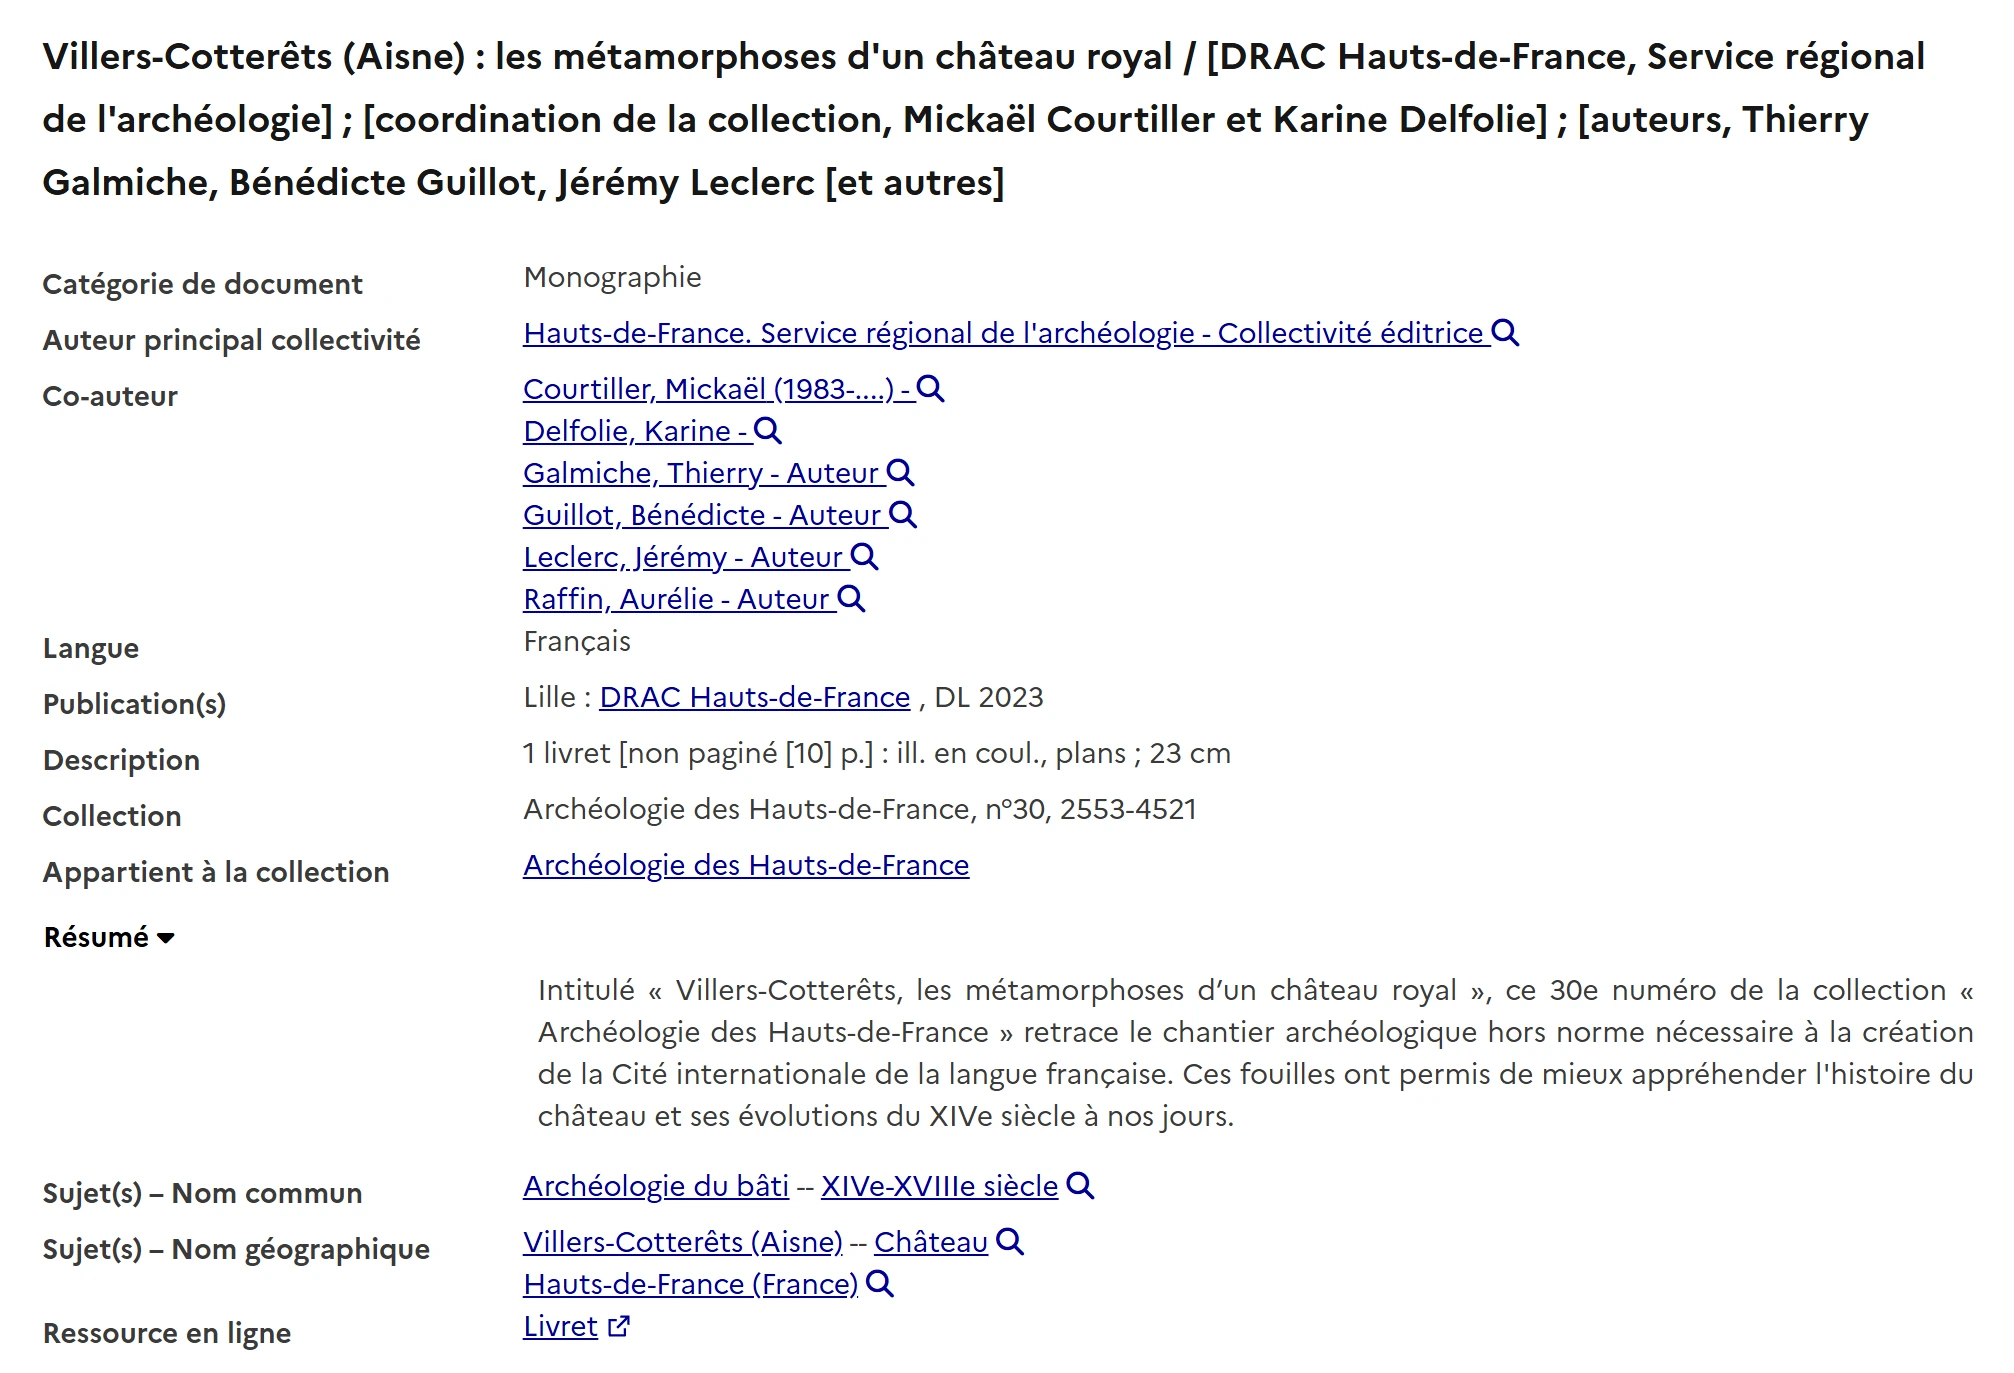 Villers-Cotterêts (Aisne) : les métamorphoses d'un château royal / [DRAC Hauts-de-France, Service régional
de l'archéologie] ; [coordination de la collection, Mickaël Courtiller et Karine Delfolie] ; [auteurs, Thierry
Galmiche, Bénédicte Guillot, Jérémy Leclerc [et autres]
Catégorie de document Monographie
Auteur principal collectivité Hauts-de-France. Service régional de l'archéologie - Collectivité éditrice
Co-auteur Courtiller, Mickaël (1983-....) -
Delfolie, Karine -
Galmiche, Thierry - Auteur
Guillot, Bénédicte - Auteur
Leclerc, Jérémy - Auteur
Raffin, Aurélie - Auteur
Langue Français
Publication(s) Lille : DRAC Hauts-de-France , DL 2023
Description 1 livret [non paginé [10] p.] : ill. en coul., plans ; 23 cm
Collection Archéologie des Hauts-de-France, n°30, 2553-4521
Appartient à la collection Archéologie des Hauts-de-France
Résumé
Intitulé « Villers-Cotterêts, les métamorphoses d’un château royal », ce 30e numéro de la collection «
Archéologie des Hauts-de-France » retrace le chantier archéologique hors norme nécessaire à la création
de la Cité internationale de la langue française. Ces fouilles ont permis de mieux appréhender l'histoire du
château et ses évolutions du XIVe siècle à nos jours.
Sujet(s) – Nom commun Archéologie du bâti -- XIVe-XVIIIe siècle
Sujet(s) – Nom géographique Villers-Cotterêts (Aisne) -- Château
Hauts-de-France (France)
Ressource en ligne Livret